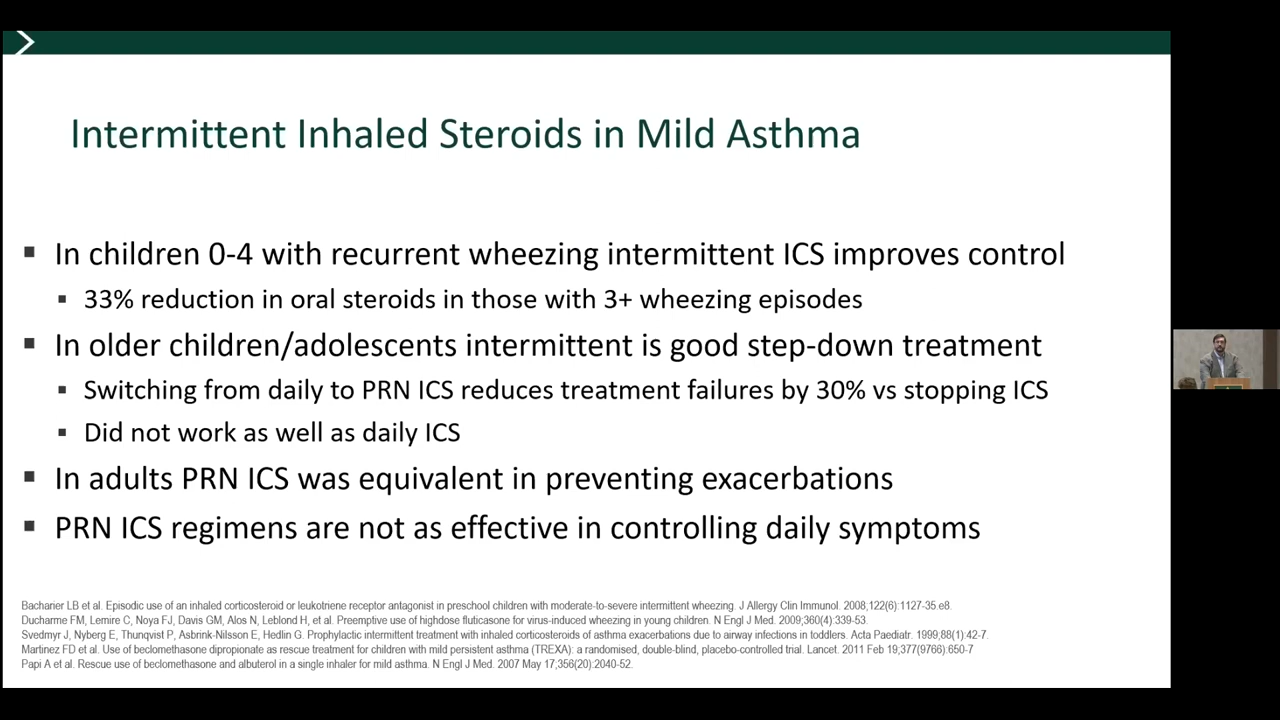 Intermittent Inhaled Steroids in Mild Asthma
In children 0-4 with recurrent wheezing intermittent ICS improves control
33% reduction in oral steroids in those with 3+ wheezing episodes
In older children/adolescents intermittent is good step-down treatment
Switching from daily to PRN ICS reduces treatment failures by 30% vs stopping ICS
Did not work as well as daily ICS
In adults PRN ICS was equivalent in preventing exacerbations
PRN ICS regimens are not as effective in controlling daily symptoms
Bacharier LB et al. Episodic use of an inhaled corticosteroid or leukotriene receptor antagonist in preschool children with moderate-to-severe intermittent wheezing. J Allergy Clin Immunol. 2008;122(6):1127-35 e8.
Ducharme FM, Lemire C, Noya FJ, Davis GM, Alos N, Leblond H, et al. Preemptive use of highdose fluticasone for virus-induced wheezing in young children. N Engl J Med. 2009;360(4):339-53.
Svedmyr J, Nyberg E, Thunqvist P, Asbrink-Nilsson E, Hedlin G. Prophylactic intermittent treatment with inhaled corticosteroids of asthma exacerbations due to airway infections in toddlers. Acta Paediatr. 1999;88(1):42-7.
Martinez FD et al. Use of beclomethasone dipropionate as rescue treatment for children with mild persistent asthma (TREXA): a randomised, double-blind, placebo-controlled trial. Lancet. 2011 Feb 19;377(9766):650-7
Papi A et al. Rescue use of beclomethasone and albuterol in a single inhaler for mild asthma. N Engl J Med. 2007 May 17;356(20):2040-52.